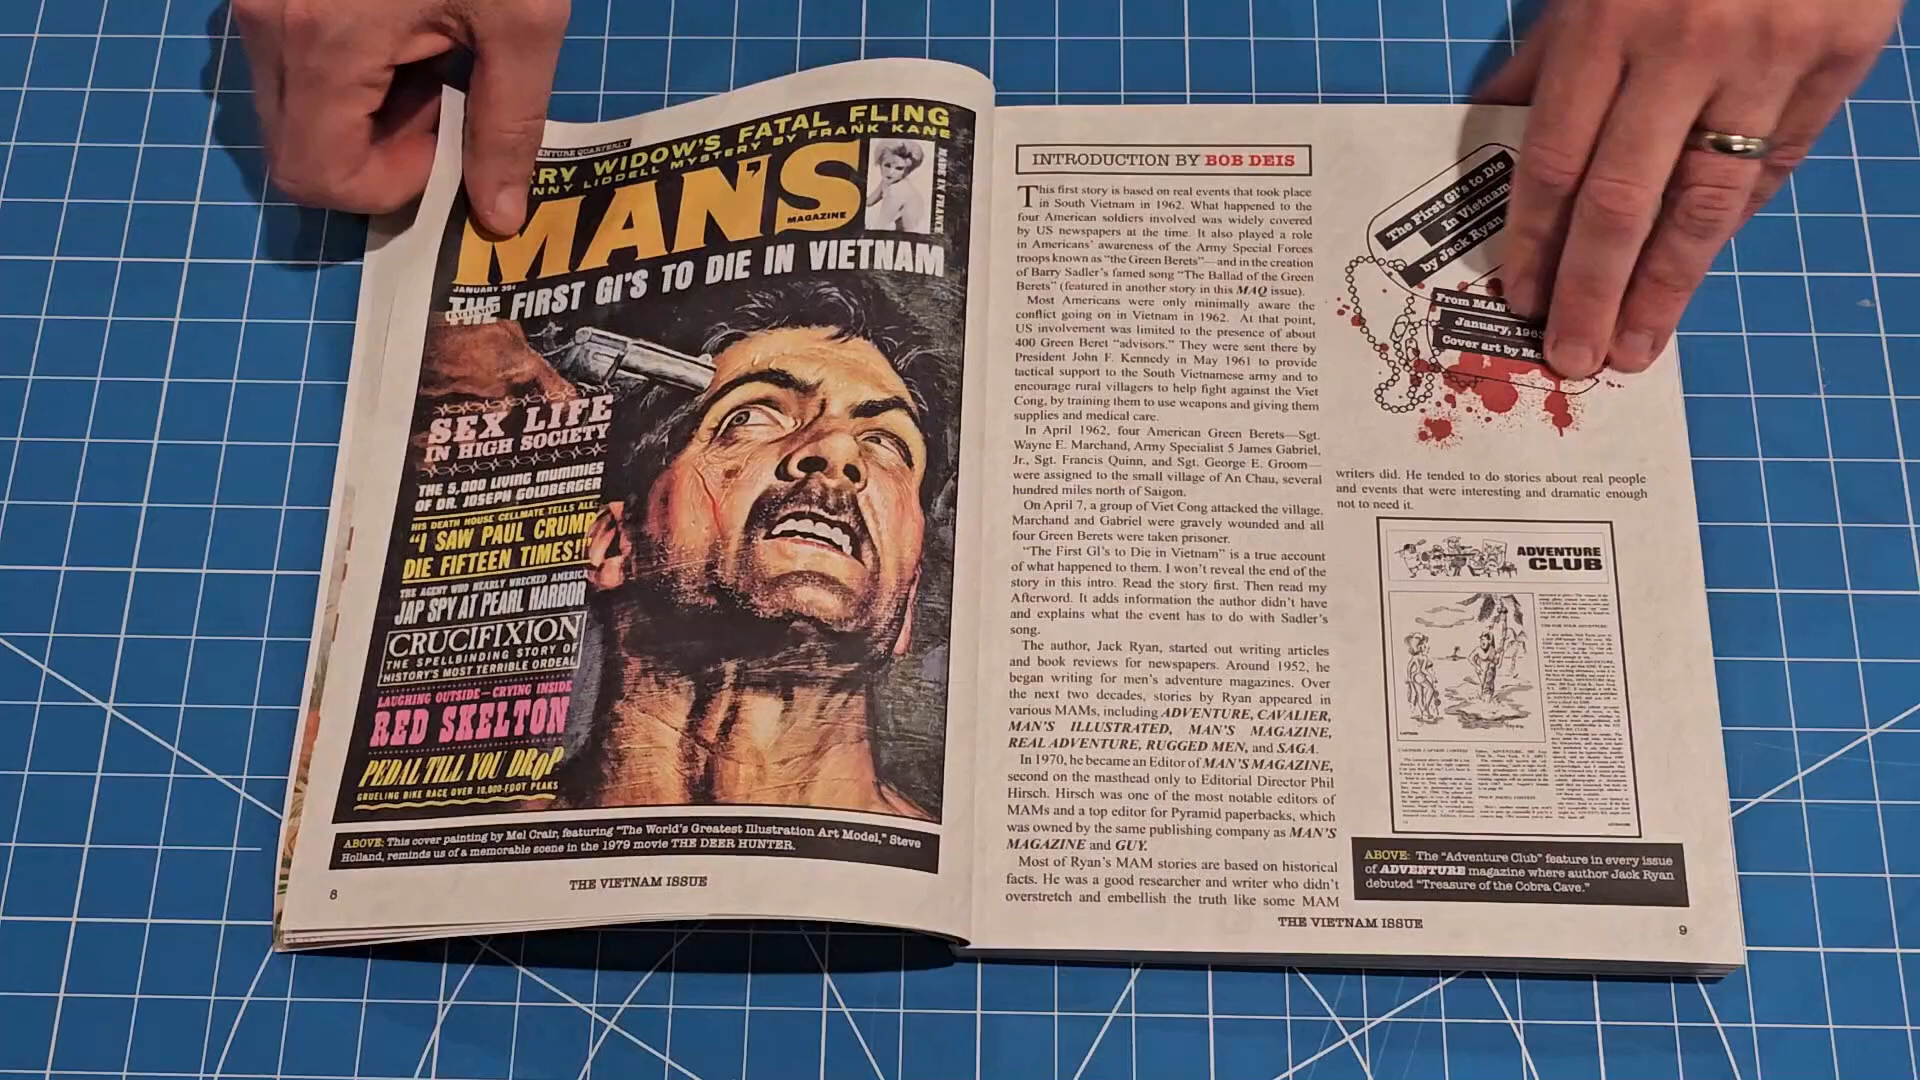 ENTURE QUARTERLY
RRY WIDOW'S FATAL FLING
NNY LIDDELL MYSTERY BY FRANK KANE
MAN'S
MAGAZINE
MADE IN FRANCE
JANUARY 35¢
EXCLUSIVE
THE FIRST GI'S TO DIE IN VIETNAM
SEX LIFE
IN HIGH SOCIETY
THE 5,000 LIVING MUMMIES
OF DR. JOSEPH GOLDBERGER
HIS DEATH HOUSE CELLMATE TELLS ALL:
"I SAW PAUL CRUMP
DIE FIFTEEN TIMES!"
THE AGENT WHO NEARLY WRECKED AMERICA
JAP SPY AT PEARL HARBOR
CRUCIFIXION
THE SPELLBINDING STORY OF
HISTORY'S MOST TERRIBLE ORDEAL
LAUGHING OUTSIDE—CRYING INSIDE
RED SKELTON
PEDAL TILL YOU DROP
GRUELING BIKE RACE OVER 10,000-FOOT PEAKS
ABOVE: This cover painting by Mel Crair, featuring "The World's Greatest Illustration Art Model," Steve
Holland, reminds us of a memorable scene in the 1979 movie THE DEER HUNTER.
8
THE VIETNAM ISSUE
INTRODUCTION BY BOB DEIS
This first story is based on real events that took place
in South Vietnam in 1962. What happened to the
four American soldiers involved was widely covered
by US newspapers at the time. It also played a role
in Americans' awareness of the Army Special Forces
troops known as "the Green Berets"—and in the creation
of Barry Sadler's famed song "The Ballad of the Green
Berets" (featured in another story in this MAQ issue).
Most Americans were only minimally aware of the
conflict going on in Vietnam in 1962. At that point,
US involvement was limited to the presence of about
400 Green Beret "advisors." They were sent there by
President John F. Kennedy in May 1961 to provide
tactical support to the South Vietnamese army and to
encourage rural villagers to help fight against the Viet
Cong, by training them to use weapons and giving them
supplies and medical care.
In April 1962, four American Green Berets—Sgt.
Wayne E. Marchand, Army Specialist 5 James Gabriel,
Jr., Sgt. Francis Quinn, and Sgt. George E. Groom—
were assigned to the small village of An Chau, several
hundred miles north of Saigon.
On April 7, a group of Viet Cong attacked the village.
Marchand and Gabriel were gravely wounded and all
four Green Berets were taken prisoner.
"The First GI's to Die in Vietnam" is a true account
of what happened to them. I won't reveal the end of the
story in this intro. Read the story first. Then read my
Afterword. It adds information the author didn't have
and explains what the event has to do with Sadler's
song.
The author, Jack Ryan, started out writing articles
and book reviews for newspapers. Around 1952, he
began writing for men's adventure magazines. Over
the next two decades, stories by Ryan appeared in
various MAMs, including ADVENTURE, CAVALIER,
MAN'S ILLUSTRATED, MAN'S MAGAZINE,
REAL ADVENTURE, RUGGED MEN, and SAGA.
In 1970, he became an Editor of MAN'S MAGAZINE,
second on the masthead only to Editorial Director Phil
Hirsch. Hirsch was one of the most notable editors of
MAMs and a top editor for Pyramid paperbacks, which
was owned by the same publishing company as MAN'S
MAGAZINE and GUY.
Most of Ryan's MAM stories are based on historical
facts. He was a good researcher and writer who didn't
overstretch and embellish the truth like some MAM
The First GI's to Die
In Vietnam
by Jack Ryan
From MAN'
January, 1963
Cover art by Me
writers did. He tended to do stories about real people
and events that were interesting and dramatic enough
not to need it.
ADVENTURE
CLUB
ABOVE: The "Adventure Club" feature in every issue
of ADVENTURE magazine where author Jack Ryan
debuted "Treasure of the Cobra Cave."
THE VIETNAM ISSUE
9